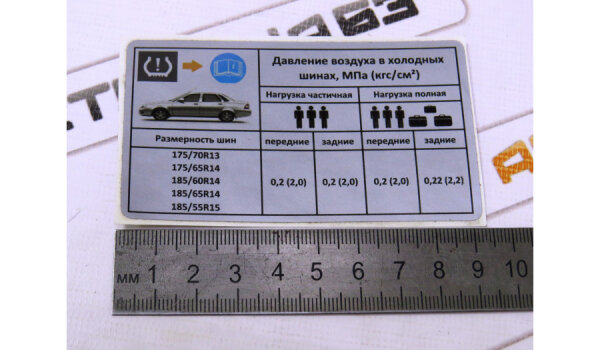 Давление воздуха в холодных
шинах, МПа (кгс/см²)
Нагрузка частичная Нагрузка полная
Размерность шин передние задние передние задние
175/70R13
175/65R14
185/60R14
185/65R14
185/55R15
0,2 (2,0) 0,2 (2,0) 0,2 (2,0) 0,22 (2,2)
мм 1 2 3 4 5 6 7 8 9 10